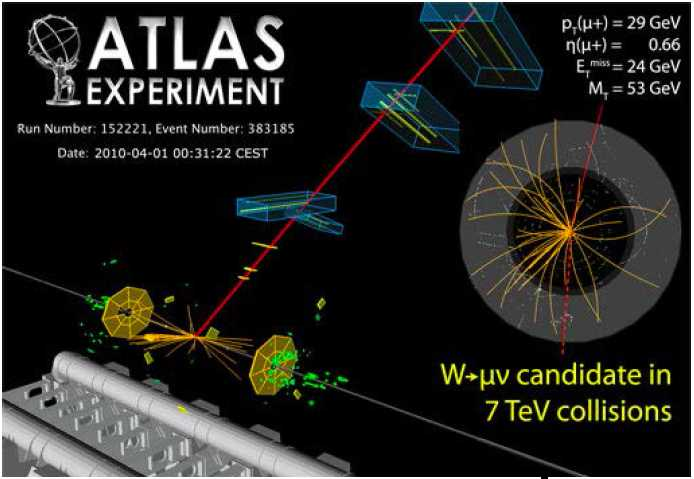 ATLAS
EXPERIMENT
Run Number: 152221, Event Number: 383185
Date: 2010-04-01 00:31:22 CEST
pT(μ+) = 29 GeV
η(μ+) = 0.66
ETmiss = 24 GeV
MT = 53 GeV
W→μν candidate in
7 TeV collisions